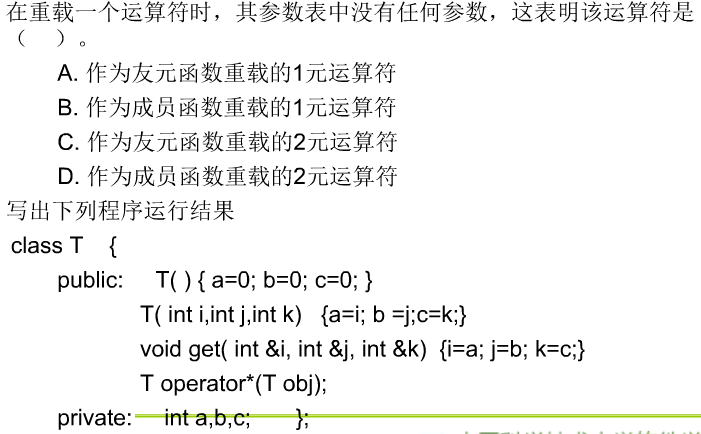 在重载一个运算符时，其参数表中没有任何参数，这表明该运算符是
（　）。
A. 作为友元函数重载的1元运算符
B. 作为成员函数重载的1元运算符
C. 作为友元函数重载的2元运算符
D. 作为成员函数重载的2元运算符
写出下列程序运行结果
class T {
public: T( ) { a=0; b=0; c=0; }
T( int i,int j,int k) {a=i; b =j;c=k;}
void get( int &i, int &j, int &k) {i=a; j=b; k=c;}
T operator*(T obj);
private: int a,b,c; };